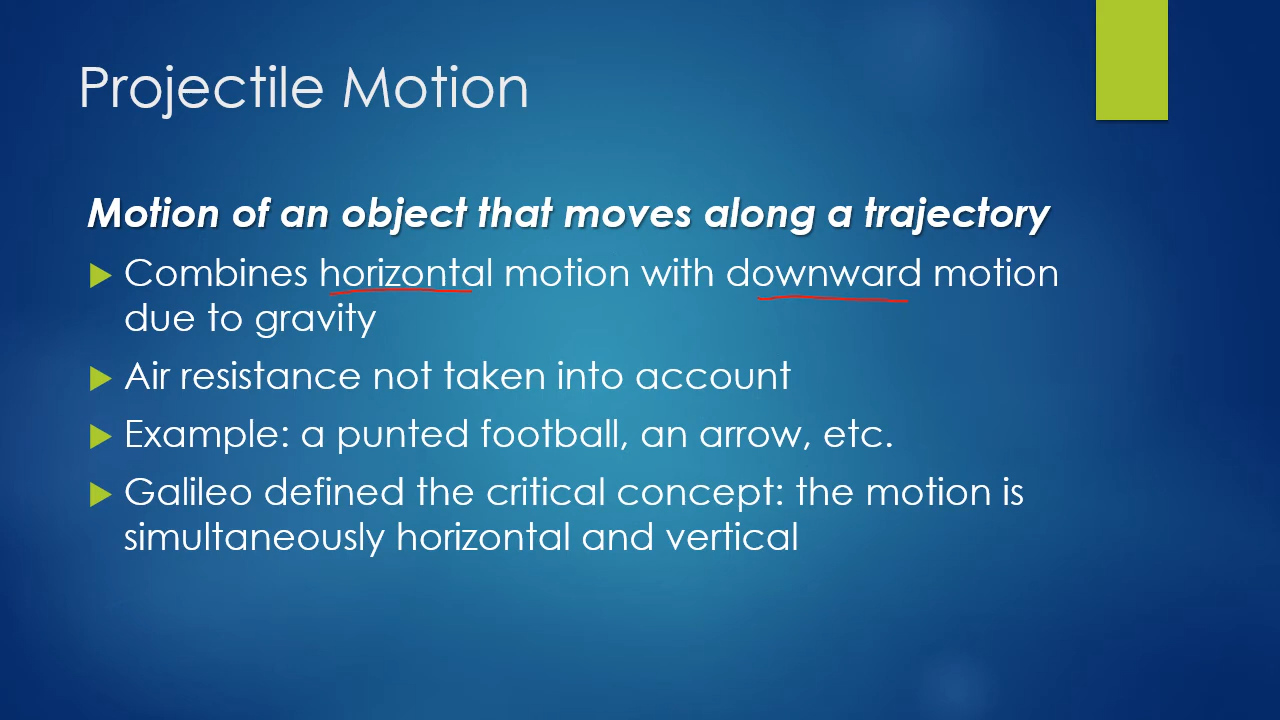 Projectile Motion
Motion of an object that moves along a trajectory
Combines horizontal motion with downward motion
due to gravity
Air resistance not taken into account
Example: a punted football, an arrow, etc.
Galileo defined the critical concept: the motion is
simultaneously horizontal and vertical